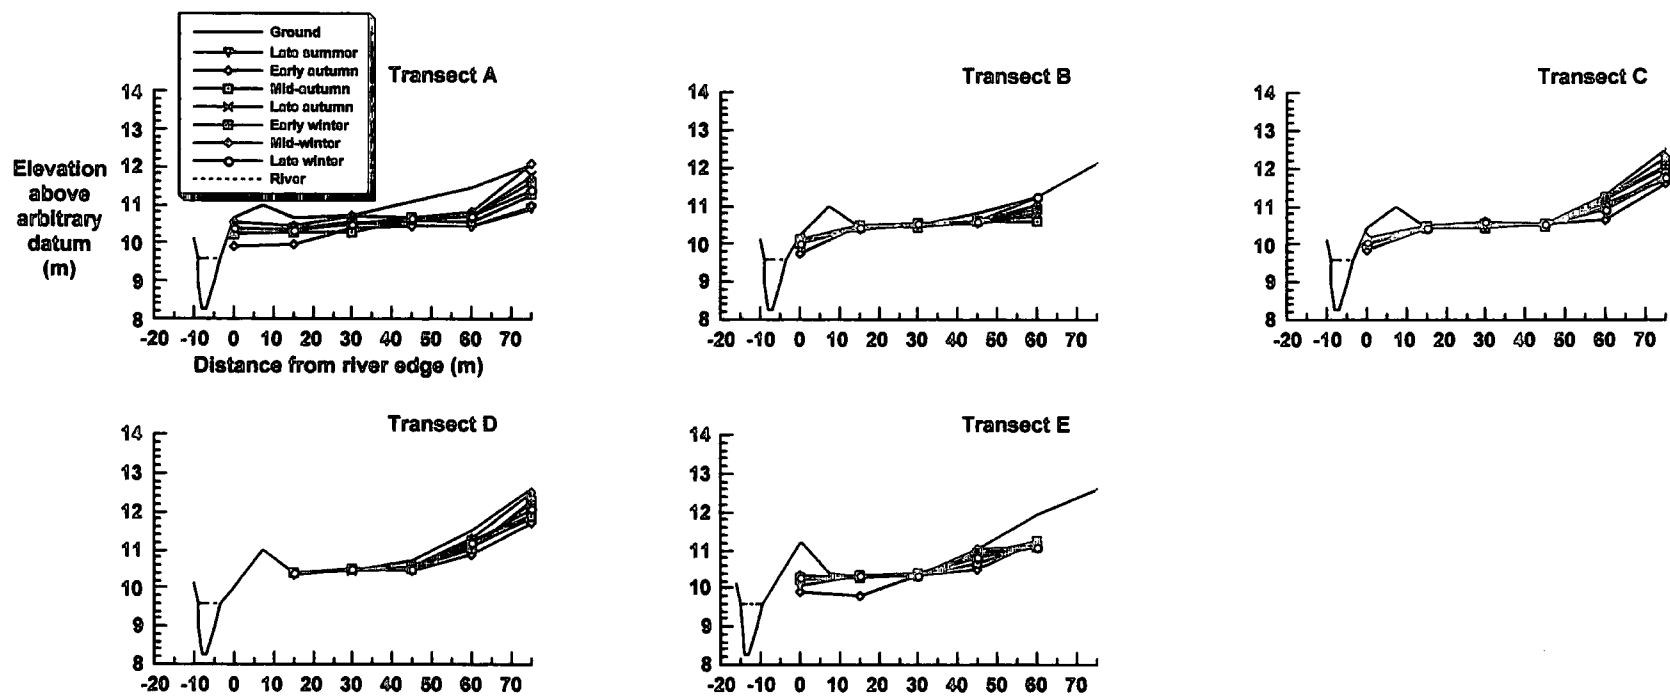 Ground
Late summer
Early autumn
Mid-autumn
Late autumn
Early winter
Mid-winter
Late winter
River
Transect A
Elevation
above
arbitrary
datum
(m)
14
13
12
11
10
9
8
-20 -10 0 10 20 30 40 50 60 70
Distance from river edge (m)
Transect B
14
13
12
11
10
9
8
-20 -10 0 10 20 30 40 50 60 70
Transect C
14
13
12
11
10
9
8
-20 -10 0 10 20 30 40 50 60 70
Transect D
14
13
12
11
10
9
8
-20 -10 0 10 20 30 40 50 60 70
Transect E
14
13
12
11
10
9
8
-20 -10 0 10 20 30 40 50 60 70